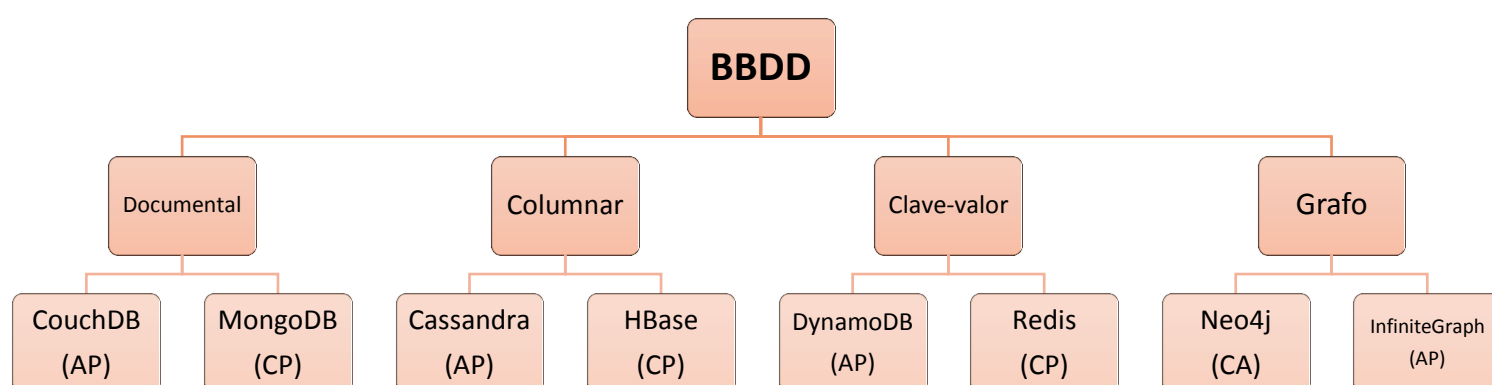 BBDD
Documental
Columnar
Clave-valor
Grafo
CouchDB
(AP)
MongoDB
(CP)
Cassandra
(AP)
HBase
(CP)
DynamoDB
(AP)
Redis
(CP)
Neo4j
(CA)
InfiniteGraph
(AP)